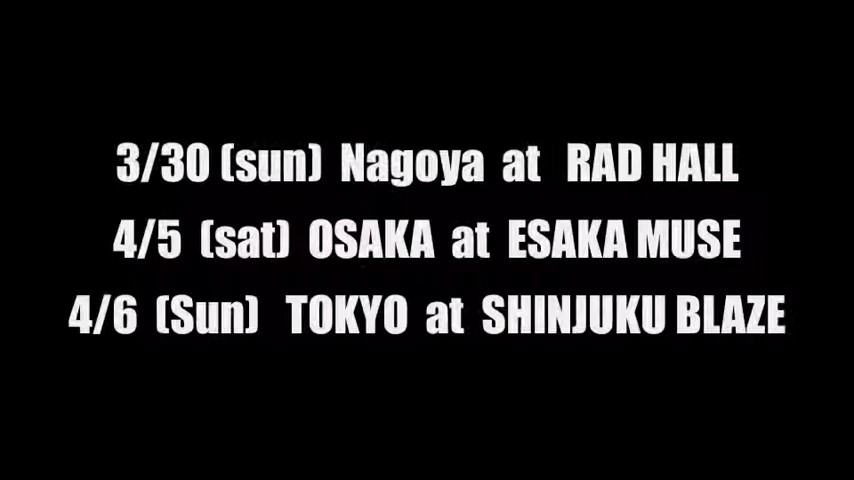 3/30 (sun) Nagoya at RAD HALL
4/5 (sat) OSAKA at ESAKA MUSE
4/6 (Sun) TOKYO at SHINJUKU BLAZE